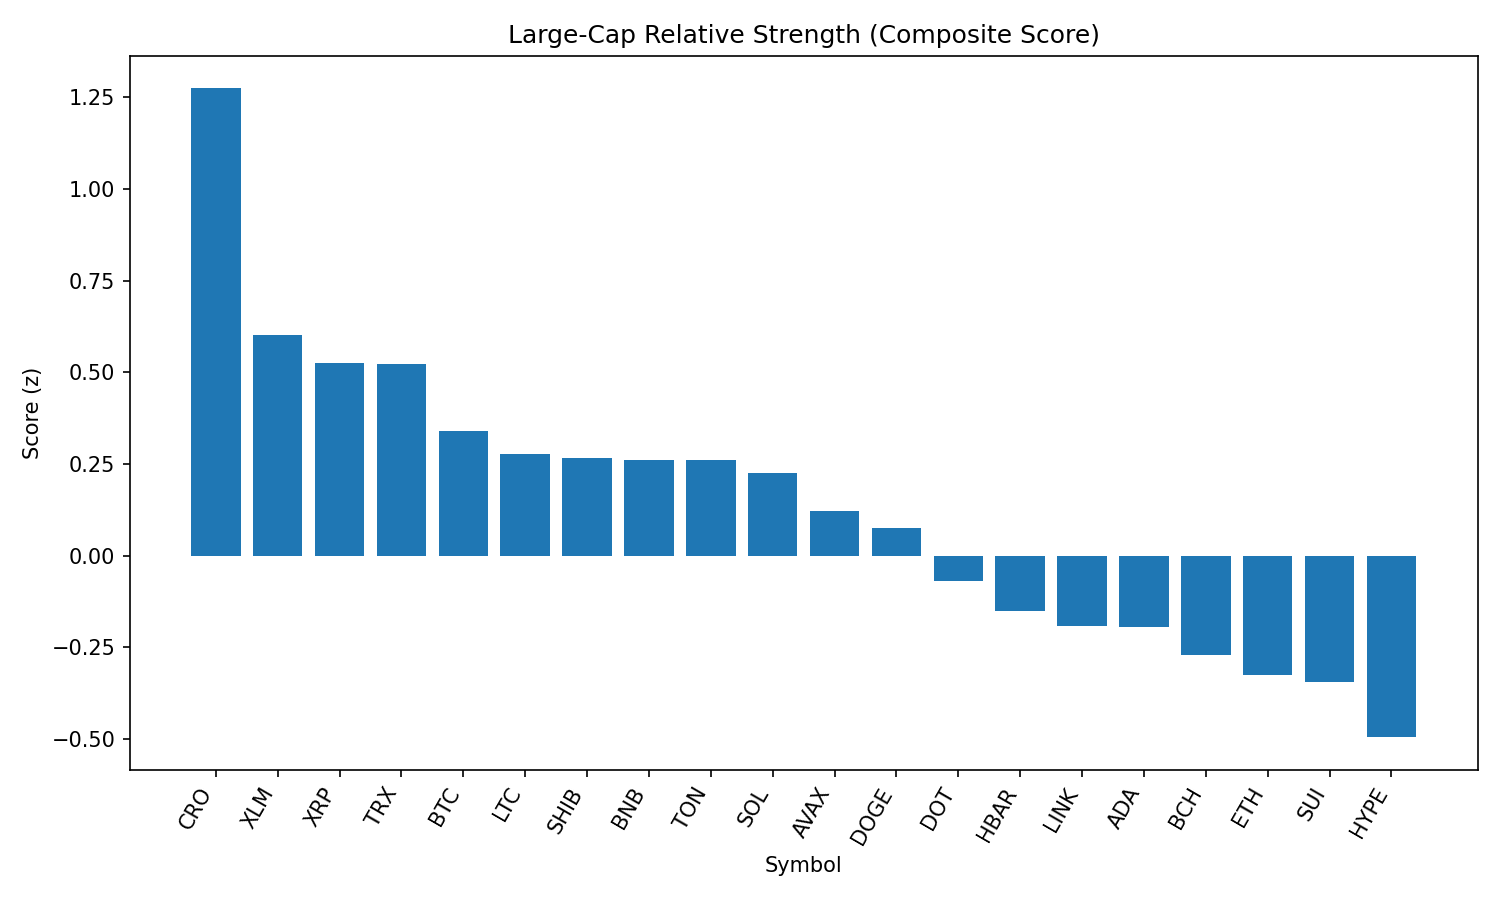 Large-Cap Relative Strength (Composite Score)
Score (z)
1.25
1.00
0.75
0.50
0.25
0.00
−0.25
−0.50
CRO
XLM
XRP
TRX
BTC
LTC
SHIB
BNB
TON
SOL
AVAX
DOGE
DOT
HBAR
LINK
ADA
BCH
ETH
SUI
HYPE
Symbol